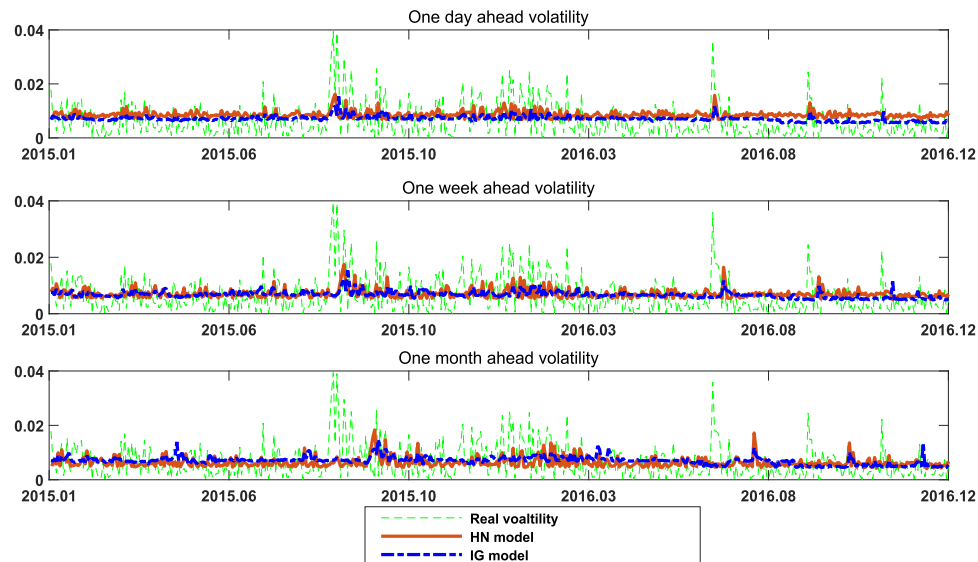 One day ahead volatility
0.04
0.02
0
2015.01 2015.06 2015.10 2016.03 2016.08 2016.12
One week ahead volatility
0.04
0.02
0
2015.01 2015.06 2015.10 2016.03 2016.08 2016.12
One month ahead volatility
0.04
0.02
0
2015.01 2015.06 2015.10 2016.03 2016.08 2016.12
Real voaltility
HN model
IG model